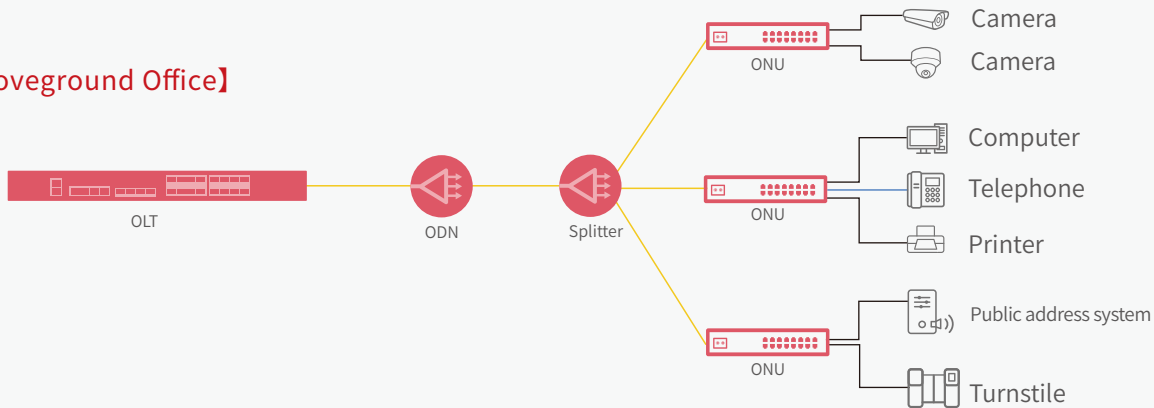 Camera
ONU
Camera
oveground Office】
Computer
Telephone
OLT
ODN
Splitter
ONU
Printer
Public address system
ONU
Turnstile